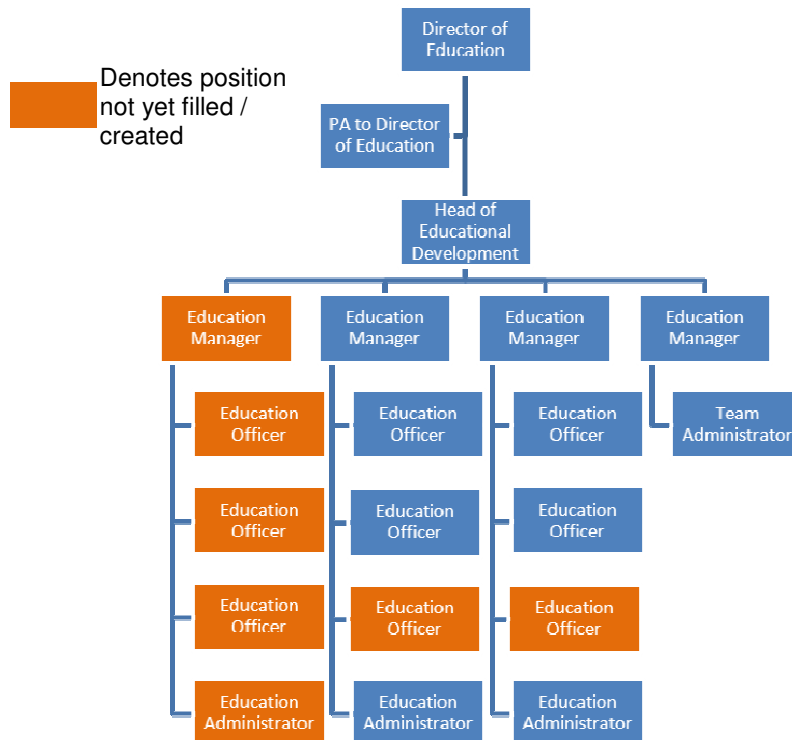 Director of
Education
Denotes position
not yet filled /
created
PA to Director
of Education
Head of
Educational
Development
Education
Manager
Education
Manager
Education
Manager
Education
Manager
Education
Officer
Education
Officer
Education
Officer
Team
Administrator
Education
Officer
Education
Officer
Education
Officer
Education
Officer
Education
Officer
Education
Officer
Education
Administrator
Education
Administrator
Education
Administrator